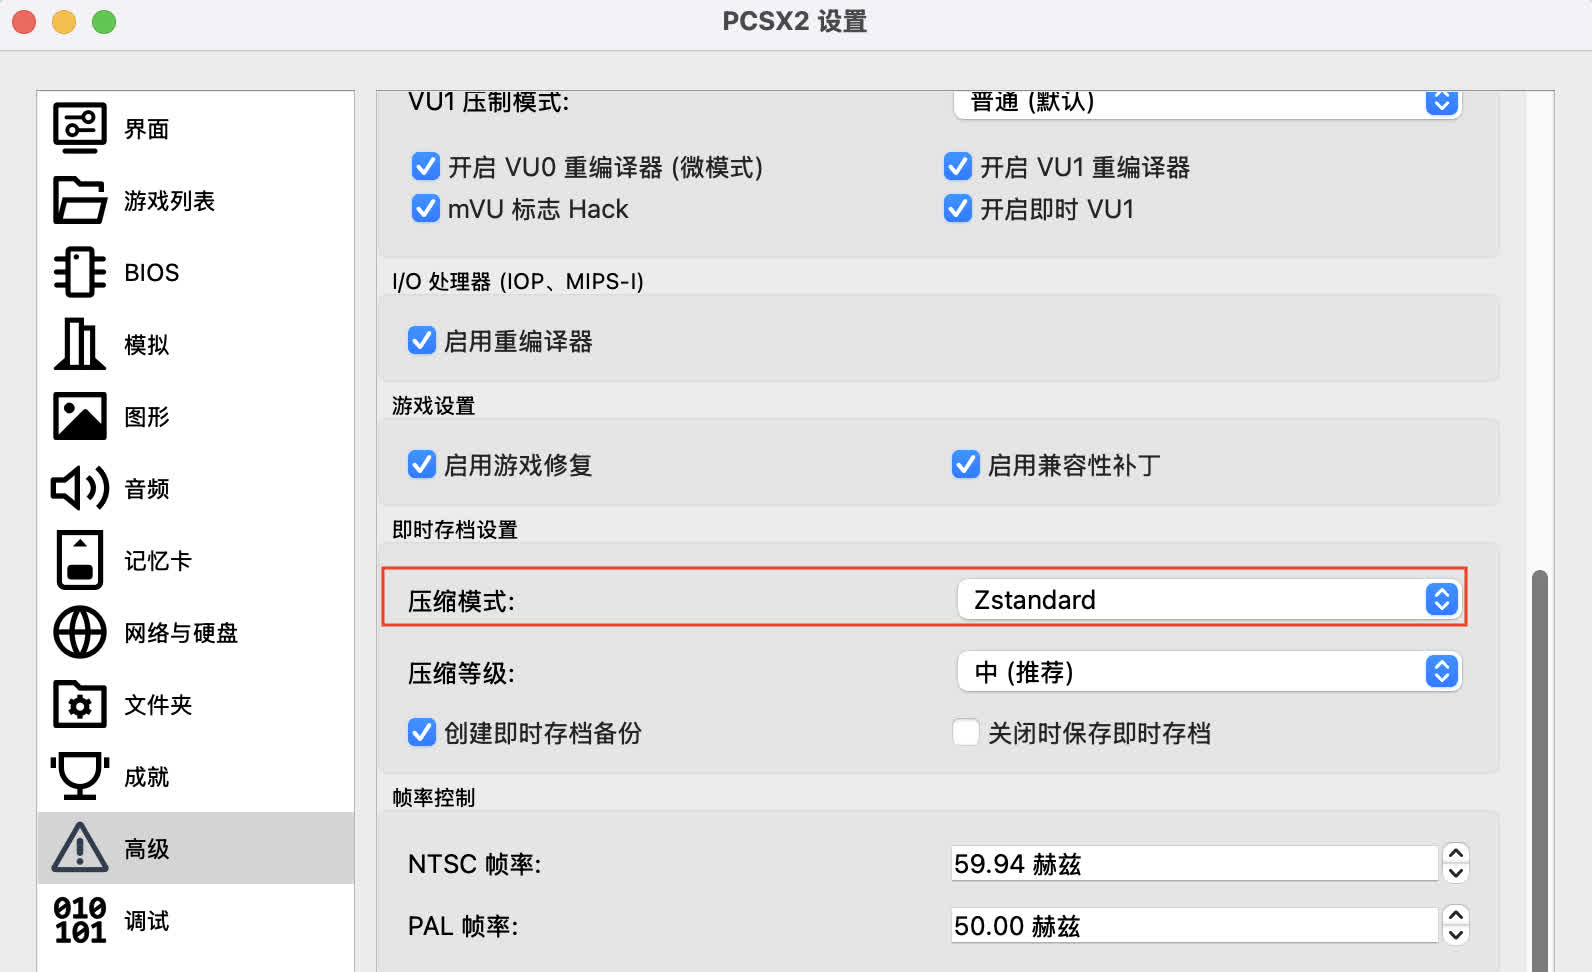 PCSX2 设置
界面
游戏列表
BIOS
模拟
图形
音频
记忆卡
网络与硬盘
文件夹
成就
高级
010
101
调试
VU1 压制模式: 普通 (默认)
开启 VU0 重编译器 (微模式) 开启 VU1 重编译器
mVU 标志 Hack 开启即时 VU1
I/O 处理器 (IOP、MIPS-I)
启用重编译器
游戏设置
启用游戏修复 启用兼容性补丁
即时存档设置
压缩模式: Zstandard
压缩等级: 中 (推荐)
创建即时存档备份 关闭时保存即时存档
帧率控制
NTSC 帧率: 59.94 赫兹
PAL 帧率: 50.00 赫兹